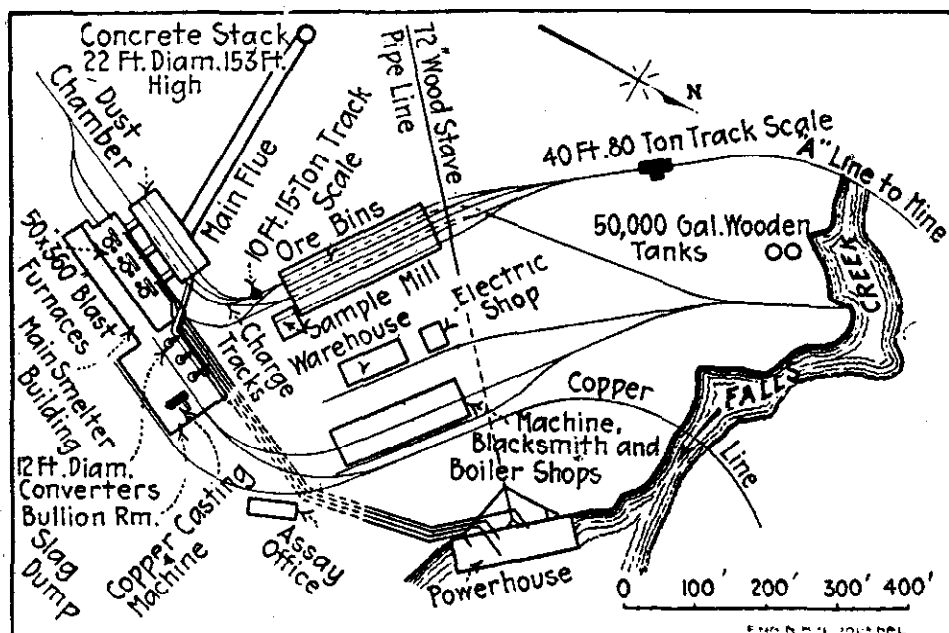 Concrete Stack
22 Ft. Diam. 153 Ft.
High
Dust
Chamber
Main Flue
10 Ft. 15-Ton Track
Scale
72" Wood Stave
Pipe Line
N
40 Ft. 80 Ton Track Scale
"A" Line to Mine
50,000 Gal. Wooden
Tanks
CREEK
FALLS
Ore Bins
Sample Mill
Warehouse
Electric
Shop
Charge
Tracks
50 x 360 Blast
Furnaces
Main Smelter
Building
12 Ft. Diam.
Converters
Bullion Rm.
Slag
Dump
Copper Casting
Machine
Assay
Office
Copper
Line
Machine,
Blacksmith and
Boiler Shops
Powerhouse
0 100' 200' 300' 400'